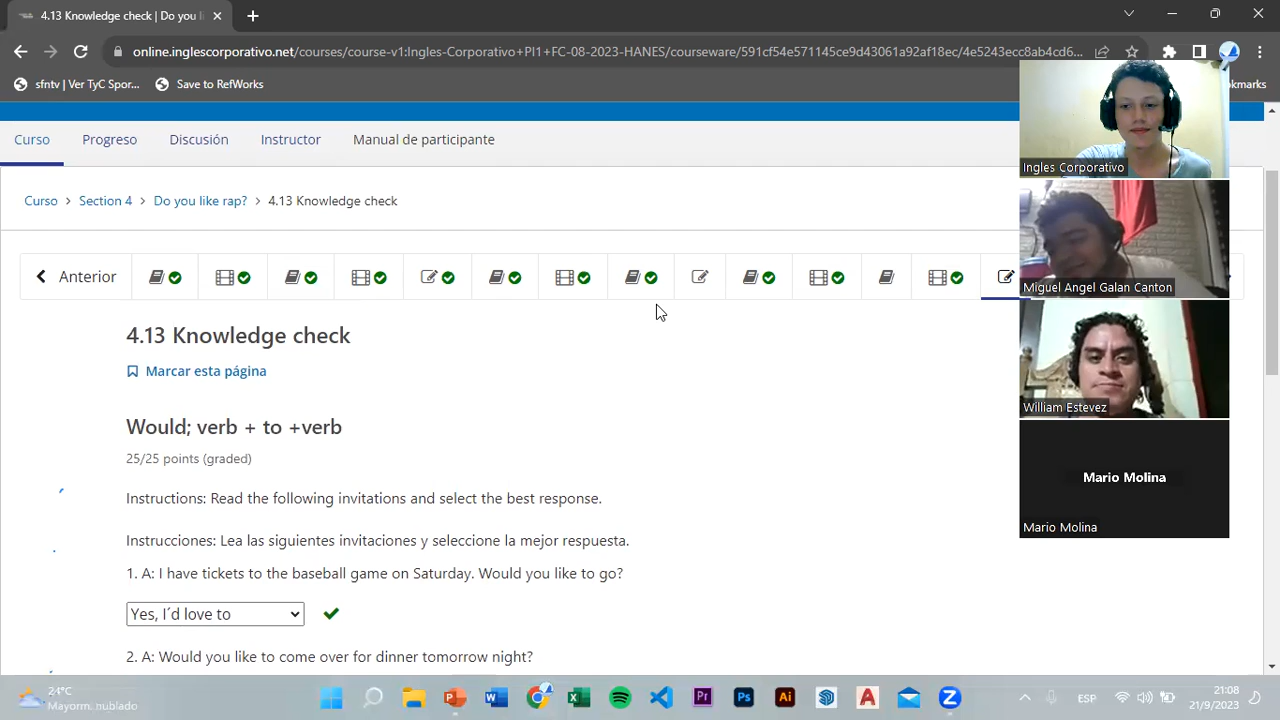 4.13 Knowledge check | Do you li
online.inglescorporativo.net/courses/course-v1:Ingles-Corporativo+PI1+FC-08-2023-HANES/courseware/591cf54e571145ce9d43061a92af18ec/4e5243ecc8ab4cd6...
sfntv | Ver TyC Spor...
Save to RefWorks
okmarks
Curso
Progreso
Discusión
Instructor
Manual de participante
Curso > Section 4 > Do you like rap? > 4.13 Knowledge check
Anterior
4.13 Knowledge check
Marcar esta página
Would; verb + to +verb
25/25 points (graded)
Instructions: Read the following invitations and select the best response.
Instrucciones: Lea las siguientes invitaciones y seleccione la mejor respuesta.
1. A: I have tickets to the baseball game on Saturday. Would you like to go?
Yes, I´d love to
2. A: Would you like to come over for dinner tomorrow night?
Ingles Corporativo
Miguel Angel Galan Canton
William Estevez
Mario Molina
Mario Molina
24°C
Mayorm. nublado
ESP
21:08
21/9/2023